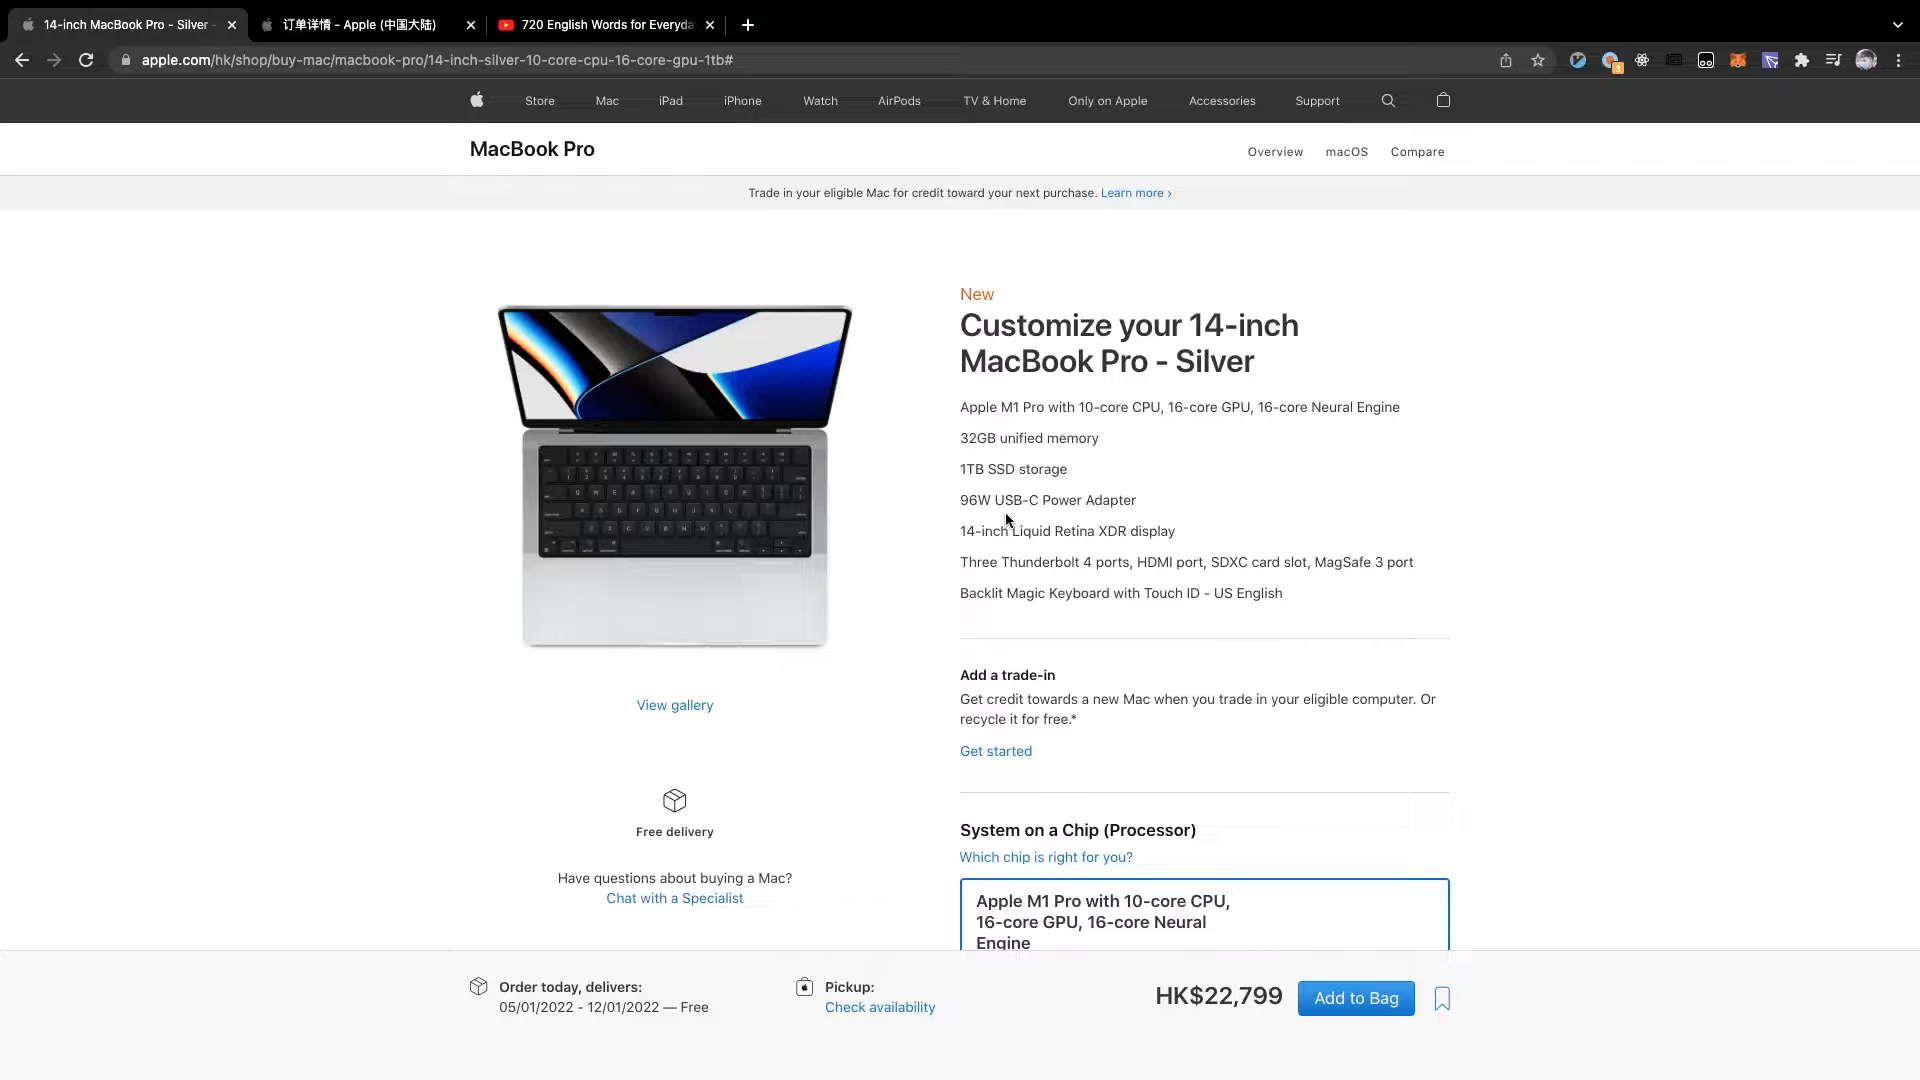 14-inch MacBook Pro - Silver -
订单详情 - Apple (中国大陆)
720 English Words for Everyda
apple.com/hk/shop/buy-mac/macbook-pro/14-inch-silver-10-core-cpu-16-core-gpu-1tb#
3
Store Mac iPad iPhone Watch AirPods TV & Home Only on Apple Accessories Support
MacBook Pro
Overview macOS Compare
Trade in your eligible Mac for credit toward your next purchase. Learn more ›
New
Customize your 14-inch
MacBook Pro - Silver
Apple M1 Pro with 10-core CPU, 16-core GPU, 16-core Neural Engine
32GB unified memory
1TB SSD storage
96W USB-C Power Adapter
14-inch Liquid Retina XDR display
Three Thunderbolt 4 ports, HDMI port, SDXC card slot, MagSafe 3 port
Backlit Magic Keyboard with Touch ID - US English
View gallery
Free delivery
Have questions about buying a Mac?
Chat with a Specialist
Add a trade-in
Get credit towards a new Mac when you trade in your eligible computer. Or
recycle it for free.*
Get started
System on a Chip (Processor)
Which chip is right for you?
Apple M1 Pro with 10-core CPU,
16-core GPU, 16-core Neural
Engine
Order today, delivers:
05/01/2022 - 12/01/2022 — Free
Pickup:
Check availability
HK$22,799
Add to Bag